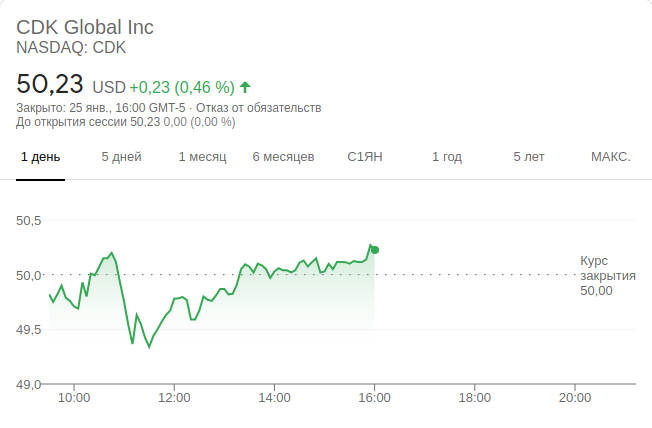 CDK Global Inc
NASDAQ: CDK
50,23 USD +0,23 (0,46 %)
Закрыто: 25 янв., 16:00 GMT-5 · Отказ от обязательств
До открытия сессии 50,23 0,00 (0,00 %)
1 день 5 дней 1 месяц 6 месяцев С1ЯН 1 год 5 лет МАКС.
50,5
50,0
49,5
49,0
Курс
закрытия
50,00
10:00 12:00 14:00 16:00 18:00 20:00